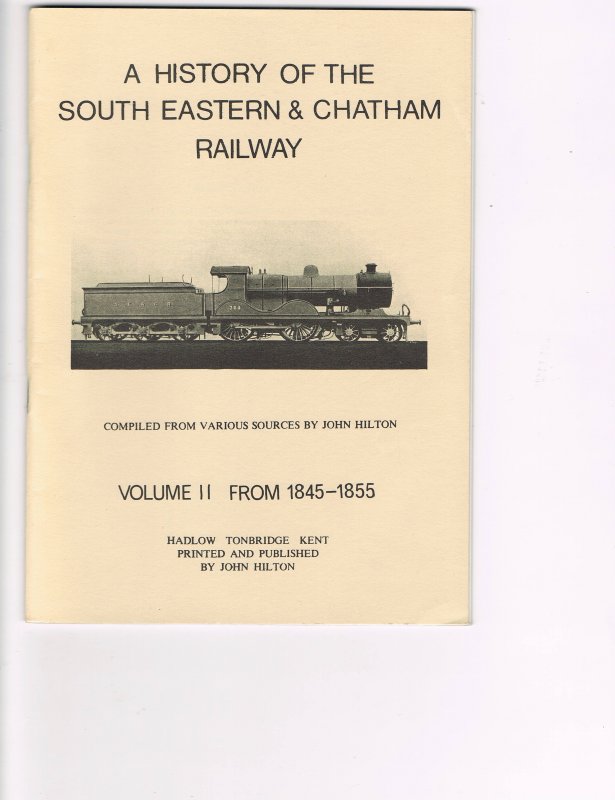 A HISTORY OF THE
SOUTH EASTERN & CHATHAM
RAILWAY
COMPILED FROM VARIOUS SOURCES BY JOHN HILTON
VOLUME II FROM 1845–1855
HADLOW TONBRIDGE KENT
PRINTED AND PUBLISHED
BY JOHN HILTON